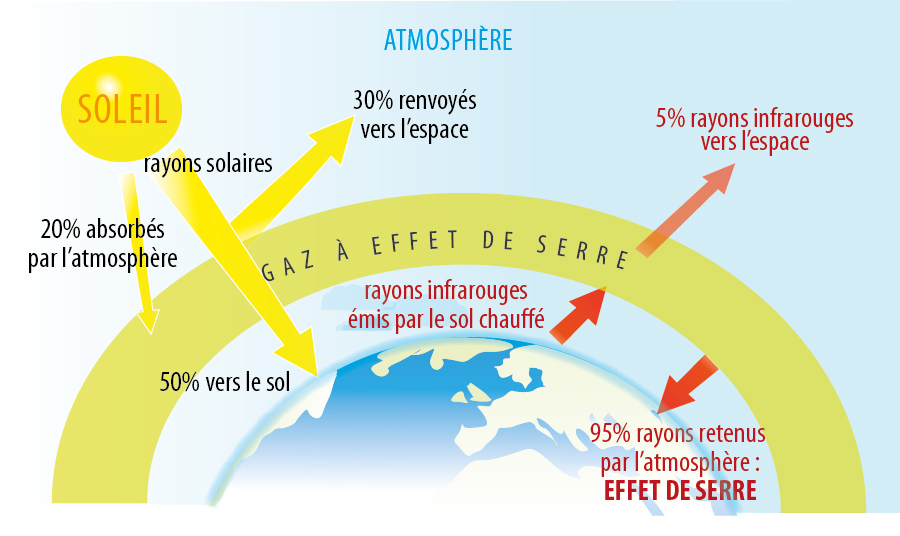 ATMOSPHÈRE
SOLEIL
rayons solaires
30% renvoyés
vers l'espace
5% rayons infrarouges
vers l'espace
20% absorbés
par l'atmosphère
GAZ À EFFET DE SERRE
rayons infrarouges
émis par le sol chauffé
50% vers le sol
95% rayons retenus
par l'atmosphère :
EFFET DE SERRE